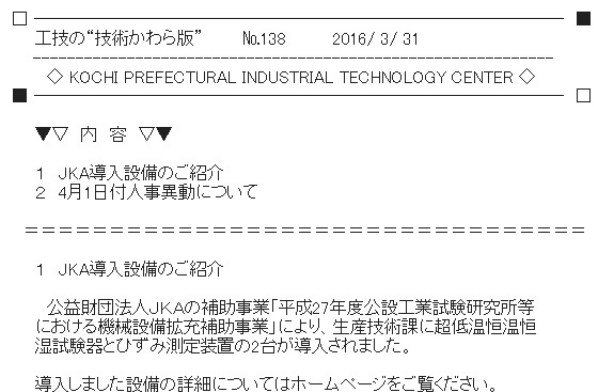 工技の“技術かわら版”　№138　2016/ 3/ 31
◇ KOCHI PREFECTURAL INDUSTRIAL TECHNOLOGY CENTER ◇
▼▽ 内 容 ▽▼
1 JKA導入設備のご紹介
2 4月1日付人事異動について
＝＝＝＝＝＝＝＝＝＝＝＝＝＝＝＝＝＝＝＝＝＝＝＝＝＝＝＝＝＝＝＝＝
1 JKA導入設備のご紹介
公益財団法人JKAの補助事業「平成27年度公設工業試験研究所等
における機械設備拡充補助事業」により、生産技術課に超低温恒温恒
湿試験器とひずみ測定装置の2台が導入されました。
導入しました設備の詳細についてはホームページをご覧ください。